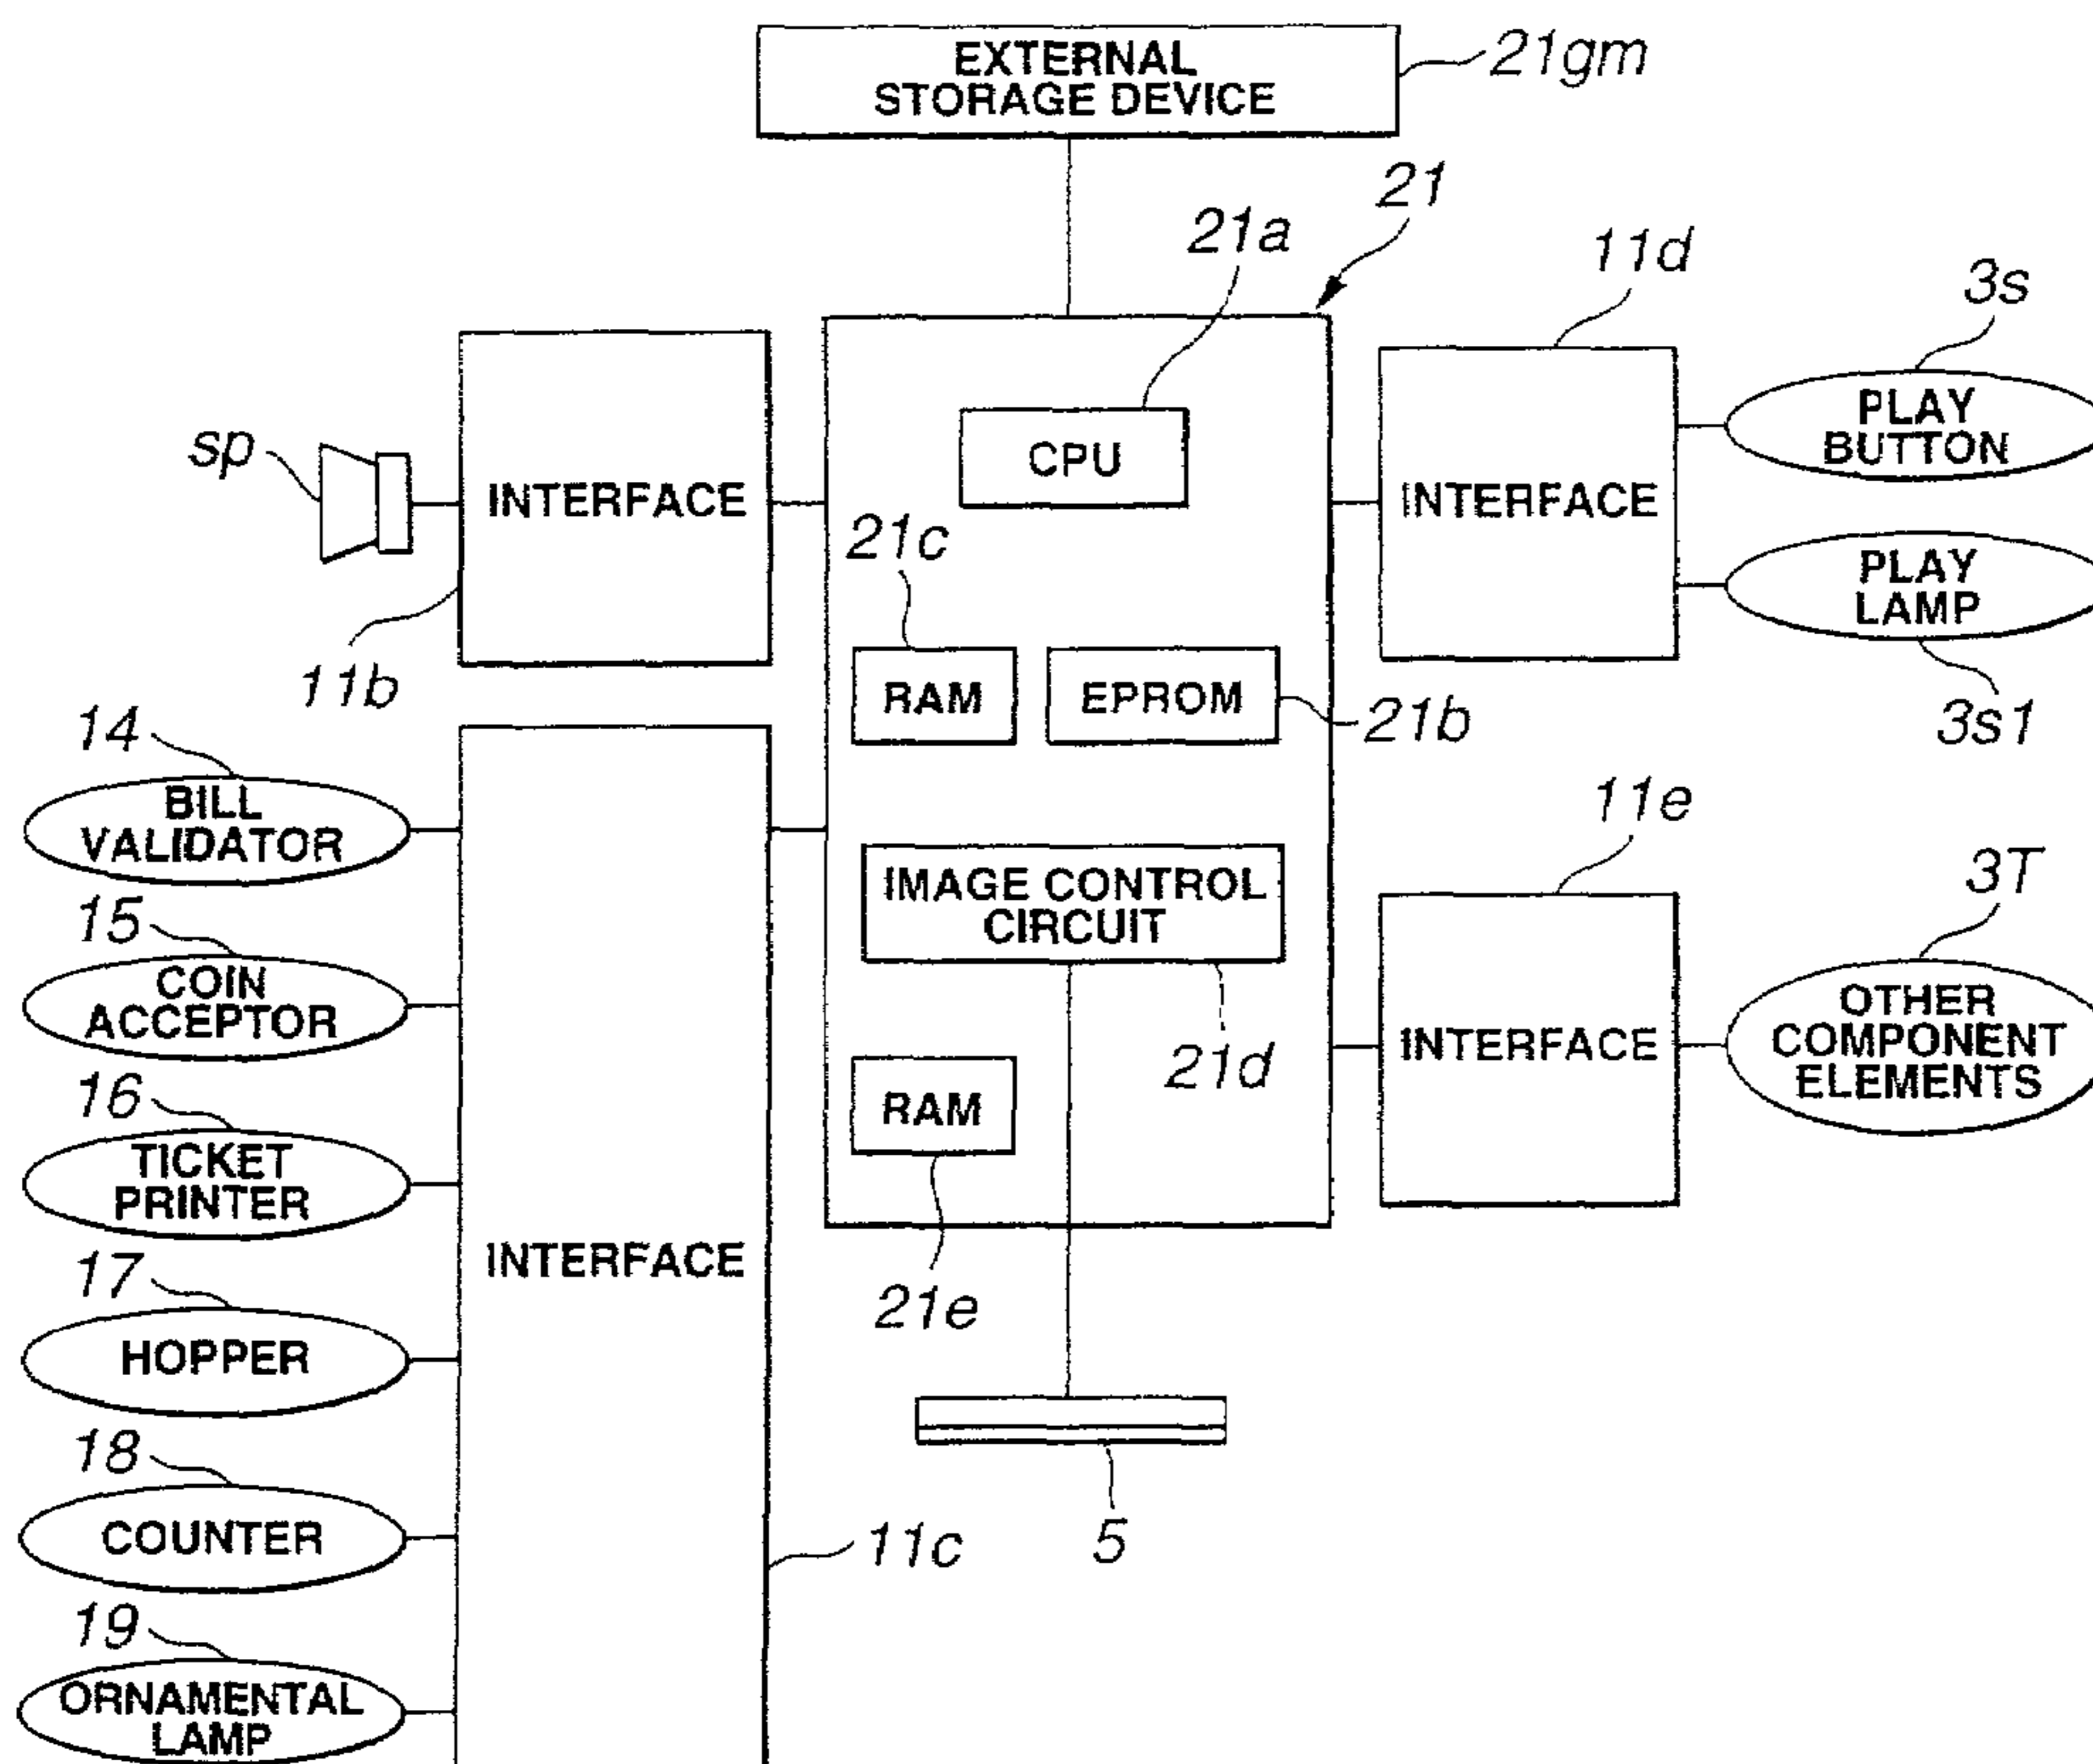 EXTERNAL
STORAGE DEVICE
21gm
21
21a
11d
3s
CPU
PLAY
BUTTON
sp
INTERFACE
INTERFACE
21c
PLAY
LAMP
11b
RAM
EPROM
21b
3s1
14
BILL
VALIDATOR
11e
IMAGE CONTROL
CIRCUIT
3T
15
COIN
ACCEPTOR
21d
INTERFACE
OTHER
COMPONENT
ELEMENTS
16
RAM
TICKET
PRINTER
INTERFACE
21e
17
HOPPER
18
COUNTER
5
11c
19
ORNAMENTAL
LAMP